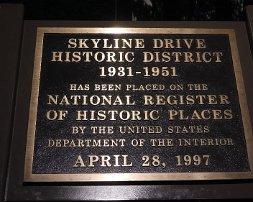 SKYLINE DRIVE
HISTORIC DISTRICT
1931-1951
HAS BEEN PLACED ON THE
NATIONAL REGISTER
OF HISTORIC PLACES
BY THE UNITED STATES
DEPARTMENT OF THE INTERIOR
APRIL 28, 1997